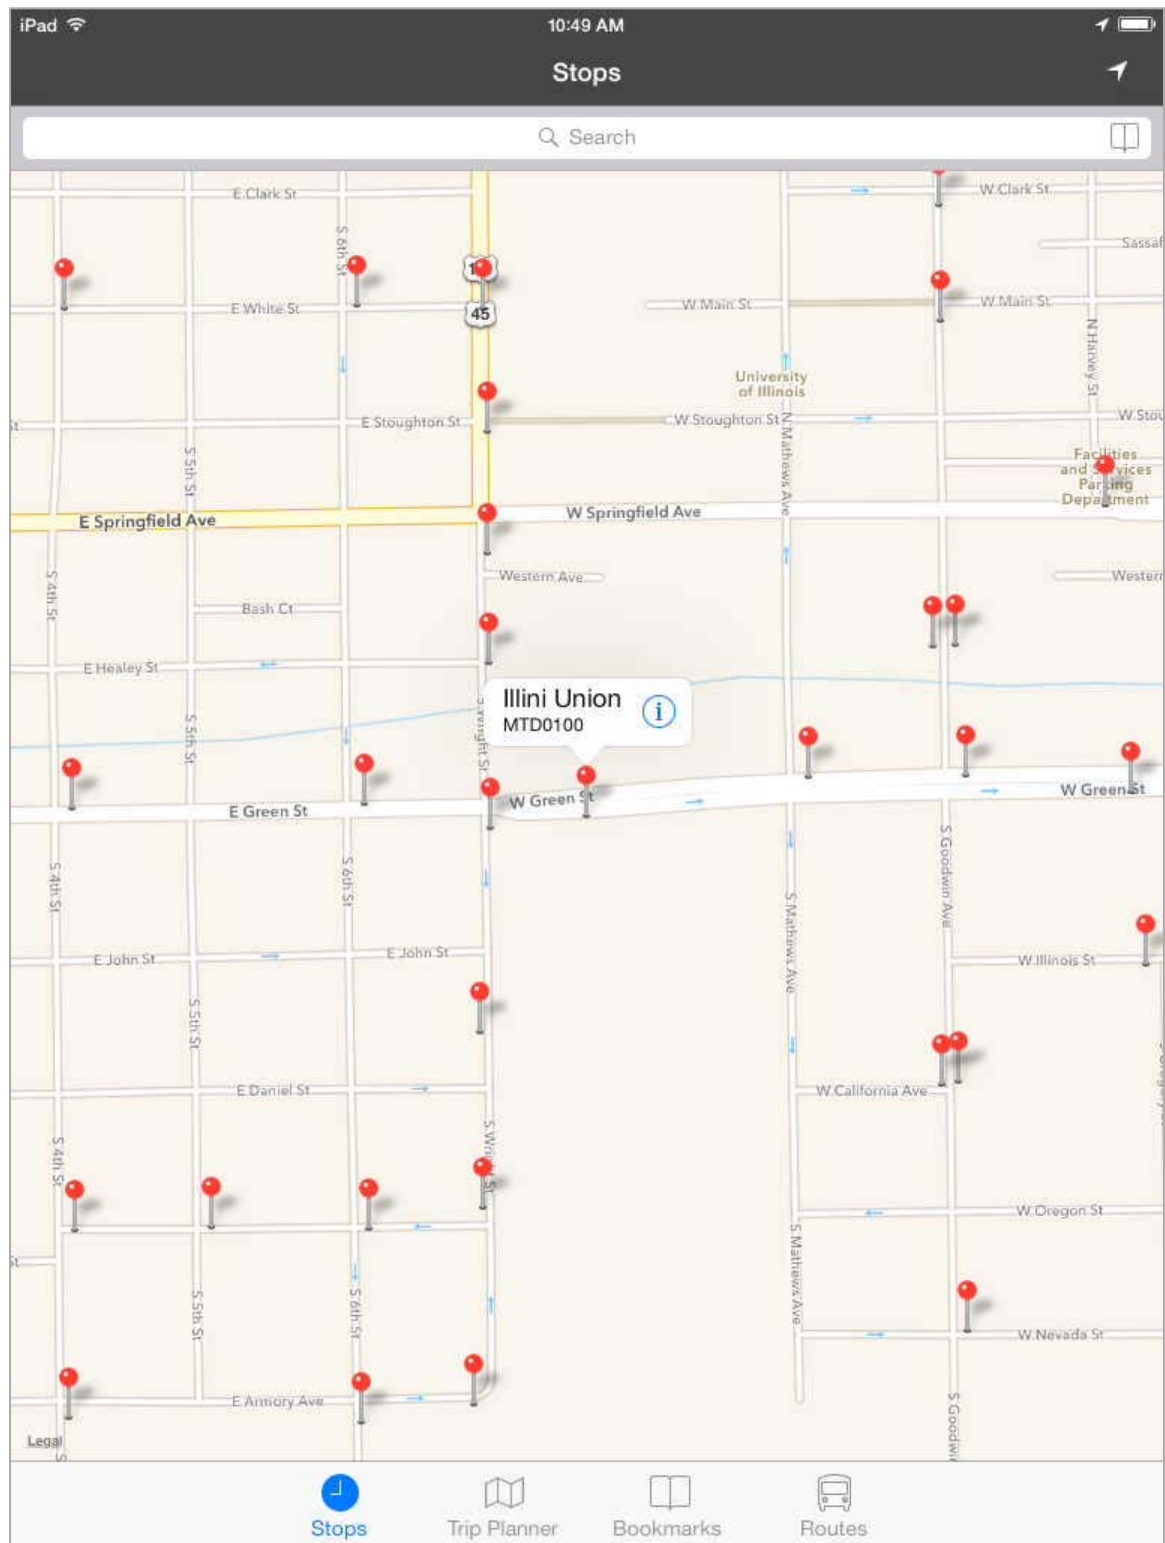 iPad
10:49 AM
Stops
Search
E Clark St
W Clark St
S 6th St
Sassaf
E White St
45
W Main St
W Main St
N Harvey St
University
of Illinois
E Stoughton St
W Stoughton St
W Stou
N Mathews Ave
S 5th St
Facilities
and Services
Parking
Department
E Springfield Ave
W Springfield Ave
S 4th St
Western Ave
Western
Bash Ct
E Healey St
Illini Union
MTD0100
S 5th St
S Wright St
W Green St
W Green St
E Green St
S 4th St
S 6th St
S Goodwin Ave
S Mathews Ave
E John St
E John St
W Illinois St
S 5th St
E Daniel St
W California Ave
S 4th St
S Wright St
W Oregon St
S Mathews Ave
S 5th St
S 6th St
W Nevada St
E Armory Ave
S Goodwi
Legal
Stops
Trip Planner
Bookmarks
Routes